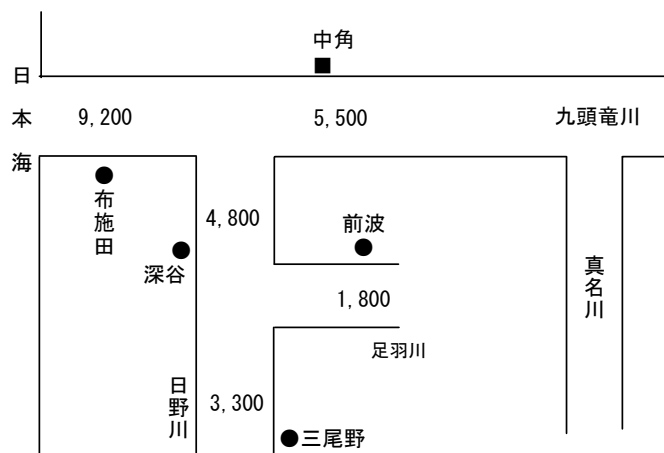 中角
日本海
9,200
5,500
九頭竜川
布施田
4,800
前波
深谷
真名川
1,800
足羽川
日野川
3,300
三尾野